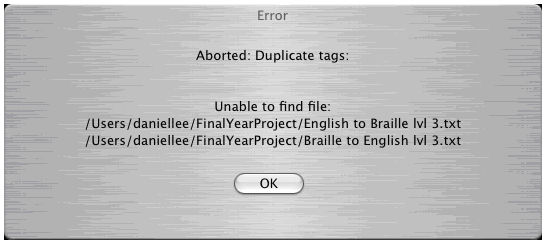 Error
Aborted: Duplicate tags:
Unable to find file:
/Users/daniellee/FinalYearProject/English to Braille lvl 3.txt
/Users/daniellee/FinalYearProject/Braille to English lvl 3.txt
OK